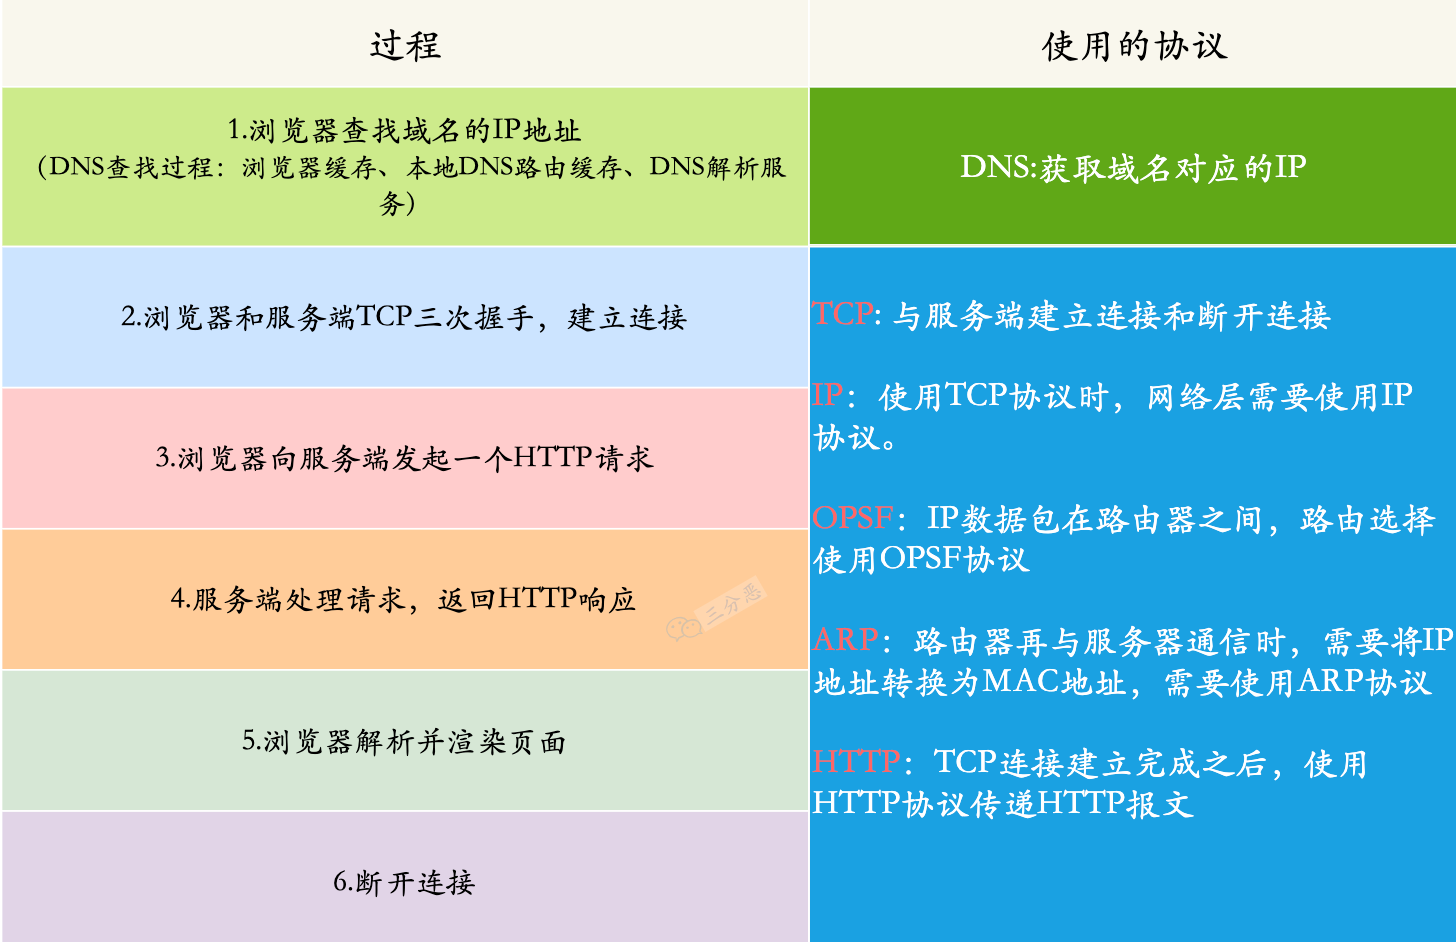 过程
使用的协议
1.浏览器查找域名的IP地址
（DNS查找过程：浏览器缓存、本地DNS路由缓存、DNS解析服
务）
DNS:获取域名对应的IP
2.浏览器和服务端TCP三次握手，建立连接
3.浏览器向服务端发起一个HTTP请求
4.服务端处理请求，返回HTTP响应
三分恶
5.浏览器解析并渲染页面
6.断开连接
TCP: 与服务端建立连接和断开连接
IP：使用TCP协议时，网络层需要使用IP
协议。
OPSF：IP数据包在路由器之间，路由选择
使用OPSF协议
ARP：路由器再与服务器通信时，需要将IP
地址转换为MAC地址，需要使用ARP协议
HTTP：TCP连接建立完成之后，使用
HTTP协议传递HTTP报文